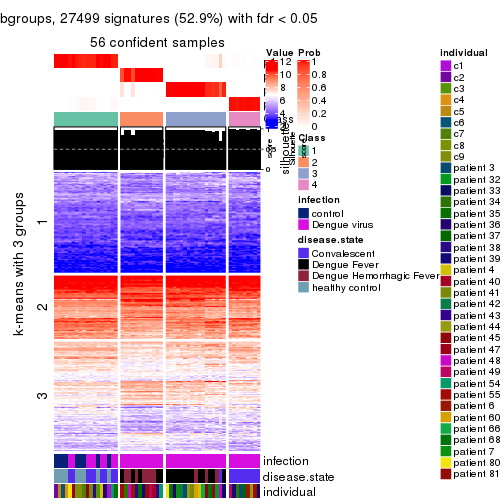 bgroups, 27499 signatures (52.9%) with fdr < 0.05
56 confident samples
k-means with 3 groups
1
2
3
infection
disease.state
individual
Value
12
10
8
6
4
Prob
1
0.8
0.6
0.4
0.2
0
silhouette
1
0.5
0
Class
1
2
3
4
infection
control
Dengue virus
disease.state
Convalescent
Dengue Fever
Dengue Hemorrhagic Fever
healthy control
individual
c1
c2
c3
c4
c5
c6
c7
c8
c9
patient 3
patient 32
patient 33
patient 34
patient 35
patient 36
patient 37
patient 38
patient 39
patient 4
patient 40
patient 41
patient 42
patient 43
patient 44
patient 45
patient 47
patient 48
patient 49
patient 54
patient 55
patient 6
patient 60
patient 66
patient 68
patient 7
patient 80
patient 81